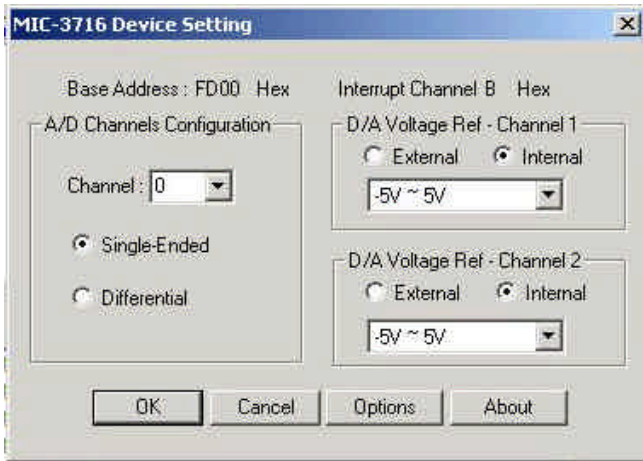 MIC-3716 Device Setting
Base Address : FD00 Hex
Interrupt Channel B Hex
A/D Channels Configuration
Channel : 0
Single-Ended
Differential
D/A Voltage Ref - Channel 1
External Internal
-5V ~ 5V
D/A Voltage Ref - Channel 2
External Internal
-5V ~ 5V
OK Cancel Options About